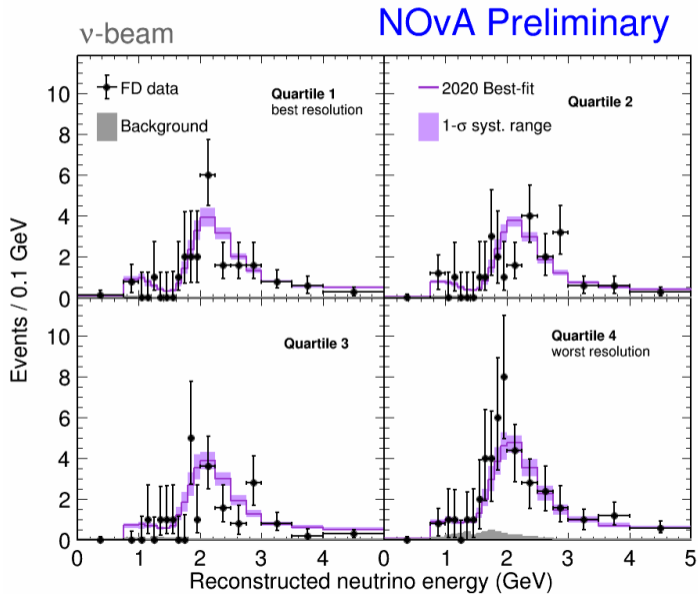 ν-beam
NOvA Preliminary
FD data
Background
Quartile 1
best resolution
2020 Best-fit
1-σ syst. range
Quartile 2
Quartile 3
Quartile 4
worst resolution
Events / 0.1 GeV
10
8
6
4
2
0
10
8
6
4
2
0
0 1 2 3 4 0 1 2 3 4 5
Reconstructed neutrino energy (GeV)